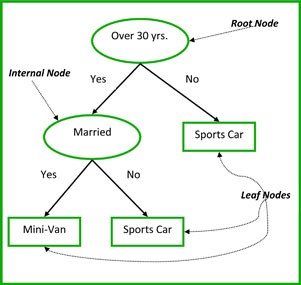 Root Node
Over 30 yrs.
Internal Node
Yes
No
Married
Sports Car
Yes
No
Leaf Nodes
Mini-Van
Sports Car